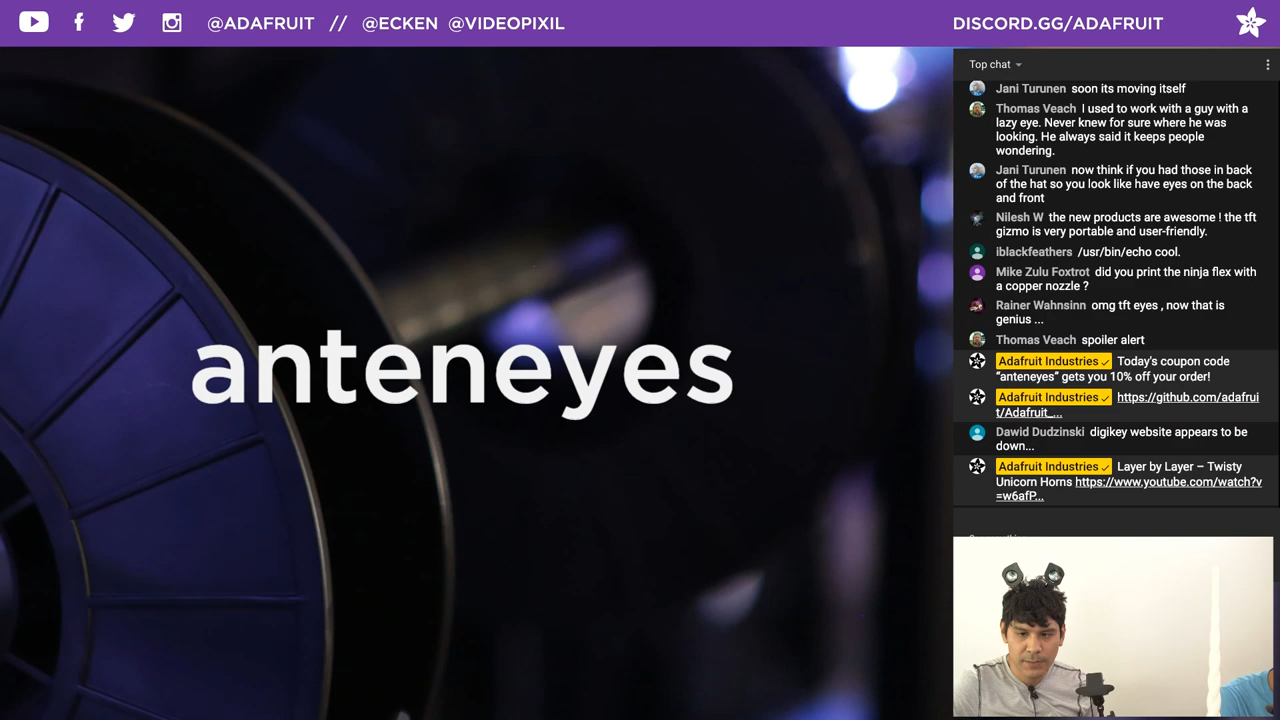 @ADAFRUIT // @ECKEN @VIDEOPIXIL
DISCORD.GG/ADAFRUIT
anteneyes
Top chat
Jani Turunen soon its moving itself
Thomas Veach I used to work with a guy with a
lazy eye. Never knew for sure where he was
looking. He always said it keeps people
wondering.
Jani Turunen now think if you had those in back
of the hat so you look like have eyes on the back
and front
Nilesh W the new products are awesome ! the tft
gizmo is very portable and user-friendly.
iblackfeathers /usr/bin/echo cool.
Mike Zulu Foxtrot did you print the ninja flex with
a copper nozzle ?
Rainer Wahnsinn omg tft eyes , now that is
genius ...
Thomas Veach spoiler alert
Adafruit Industries Today's coupon code
“anteneyes” gets you 10% off your order!
Adafruit Industries https://github.com/adafrui
t/Adafruit_...
Dawid Dudzinski digikey website appears to be
down...
Adafruit Industries Layer by Layer – Twisty
Unicorn Horns https://www.youtube.com/watch?v
=w6afP...